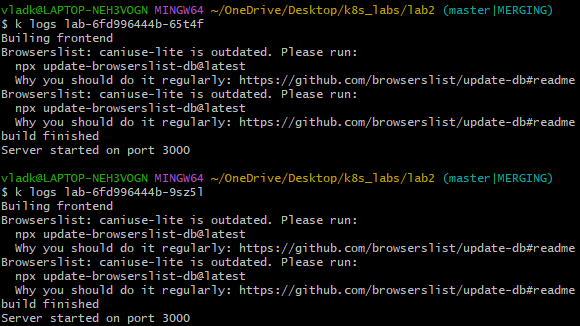 vladk@LAPTOP-NEH3VOGN MINGW64 ~/OneDrive/Desktop/k8s_labs/lab2 (master|MERGING)
$ k logs lab-6fd996444b-65t4f
Builing frontend
Browserslist: caniuse-lite is outdated. Please run:
  npx update-browserslist-db@latest
  Why you should do it regularly: https://github.com/browserslist/update-db#readme
Browserslist: caniuse-lite is outdated. Please run:
  npx update-browserslist-db@latest
  Why you should do it regularly: https://github.com/browserslist/update-db#readme
build finished
Server started on port 3000

vladk@LAPTOP-NEH3VOGN MINGW64 ~/OneDrive/Desktop/k8s_labs/lab2 (master|MERGING)
$ k logs lab-6fd996444b-9sz5l
Builing frontend
Browserslist: caniuse-lite is outdated. Please run:
  npx update-browserslist-db@latest
  Why you should do it regularly: https://github.com/browserslist/update-db#readme
Browserslist: caniuse-lite is outdated. Please run:
  npx update-browserslist-db@latest
  Why you should do it regularly: https://github.com/browserslist/update-db#readme
build finished
Server started on port 3000